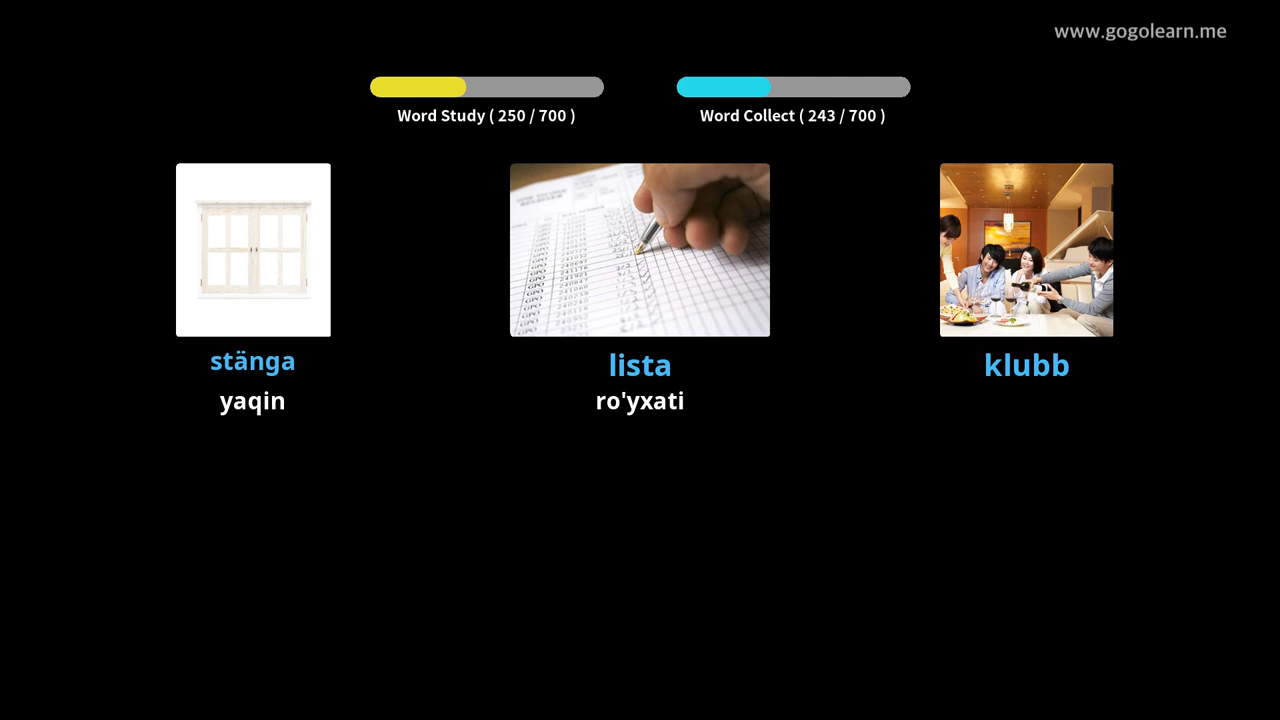 www.gogolearn.me
Word Study ( 250 / 700 )
Word Collect ( 243 / 700 )
stänga
yaqin
lista
ro'yxati
klubb